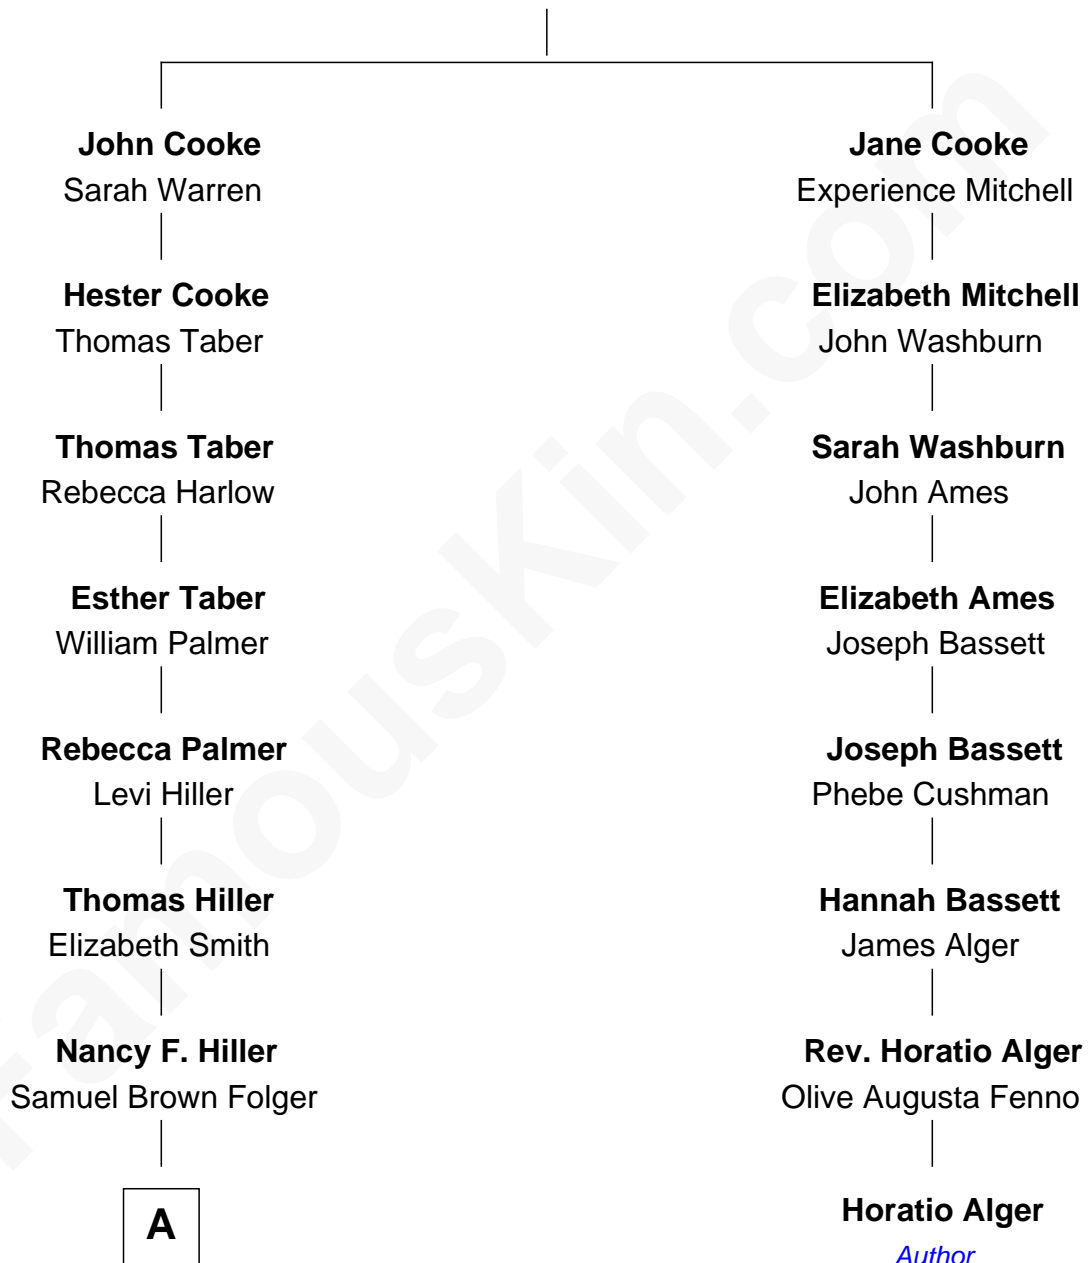 John Cooke
Sarah Warren
Hester Cooke
Thomas Taber
Thomas Taber
Rebecca Harlow
Esther Taber
William Palmer
Rebecca Palmer
Levi Hiller
Thomas Hiller
Elizabeth Smith
Nancy F. Hiller
Samuel Brown Folger
A
Jane Cooke
Experience Mitchell
Elizabeth Mitchell
John Washburn
Sarah Washburn
John Ames
Elizabeth Ames
Joseph Bassett
Joseph Bassett
Phebe Cushman
Hannah Bassett
James Alger
Rev. Horatio Alger
Olive Augusta Fenno
Horatio Alger
Author
FamousKin.com